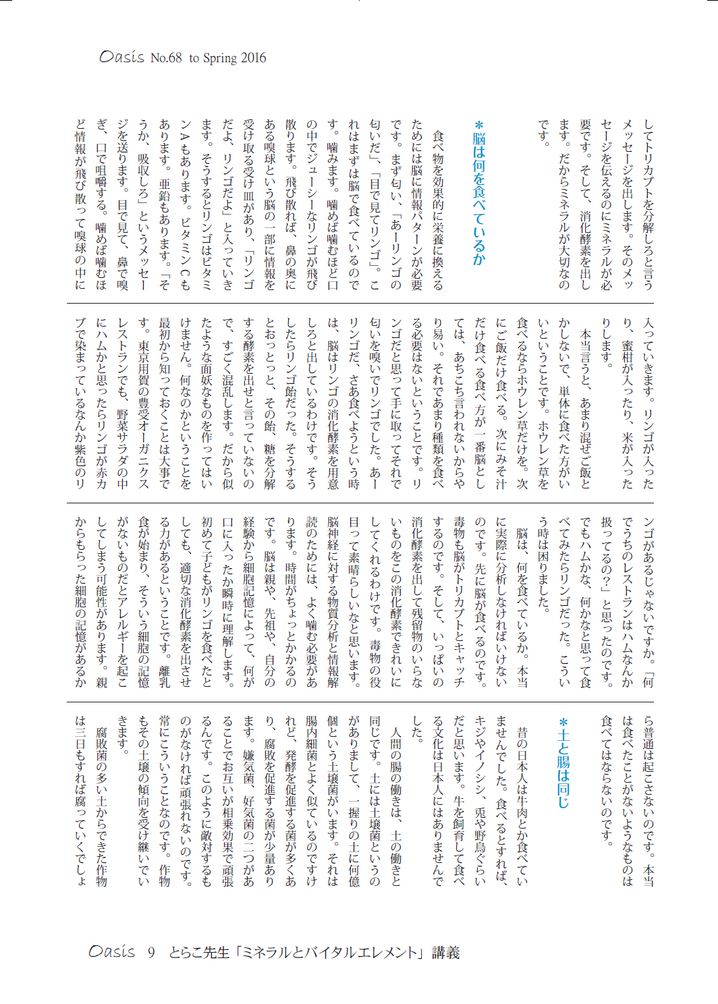 Oasis No.68 to Spring 2016
してトリカブトを分解しろと言う
メッセージを出します。そのメッ
セージを伝えるのにミネラルが必
要です。そして、消化酵素を出し
ます。だからミネラルが大切なの
です。
＊脳は何を食べているか
食べ物を効果的に栄養に換える
ためには脳に情報パターンが必要
です。まず匂い、「あーリンゴの
匂いだ」、「目で見てリンゴ」。こ
れはまずは脳で食べているので
す。噛みます。噛めば噛むほど口
の中でジューシーなリンゴが飛び
散ります。飛び散れば、鼻の奥に
ある嗅球という脳の一部に情報を
受け取る受け皿があり、「リンゴ
だよ、リンゴだよ」と入っていき
ます。そうするとリンゴはビタミ
ンAもあります。ビタミンCも
あります。亜鉛もあります。「そ
うか、吸収しろ」というメッセー
ジを送ります。目で見て、鼻で嗅
ぎ、口で咀嚼する。噛めば噛むほ
ど情報が飛び散って嗅球の中に
入っていきます。リンゴが入った
り、蜜柑が入ったり、米が入った
りします。
本当言うと、あまり混ぜご飯と
かしないで、単体に食べた方がい
いということです。ホウレン草を
食べるならホウレン草だけを。次
にご飯だけ食べる。次にみそ汁
だけ食べる食べ方が一番脳とし
ては、あちこち言われないからや
り易い。それであまり種類を食べ
る必要はないということです。リ
ンゴだと思って手に取ってそれで
匂いを嗅いでリンゴでした。あー
リンゴだ、さあ食べようという時
は、脳はリンゴの消化酵素を用意
しろと出しているわけです。そう
したらリンゴ飴だった。そうする
とおっとっと、その飴、糖を分解
する酵素を出せと言っていないの
で、すごく混乱します。だから似
たような面妖なものを作ってはい
けません。何なのかということを
最初から知っておくことは大事で
す。東京用賀の豊受オーガニクス
レストランでも、野菜サラダの中
にハムかと思ったらリンゴが赤カ
ブで染まっているなんか紫色のリ
ンゴがあるじゃないですか。「何
でうちのレストランはハムなんか
扱ってるの？」と思ったのです。
でもハムかな、何かなと思って食
べてみたらリンゴだった。こうい
う時は困りました。
脳は、何を食べているか。本当
に実際に分析しなければいけない
のです。先に脳が食べるのです。
毒物も脳がトリカブトとキャッチ
するのです。そして、いっぱいの
消化酵素を出して残留物のいらな
いものをこの消化酵素できれいに
してくれるわけです。毒物の役
目って素晴らしいなと思います。
脳神経に対する物質分析と情報解
読のためには、よく噛む必要があ
ります。時間がちょっとかかるの
です。脳は親や、先祖や、自分の
経験から細胞記憶によって、何が
口に入ったか瞬時に理解します。
初めて子どもがリンゴを食べたと
しても、適切な消化酵素を出させ
る力があるということです。離乳
食が始まり、そういう細胞の記憶
がないものだとアレルギーを起こ
してしまう可能性があります。親
からもらった細胞の記憶があるか
ら普通は起こさないのです。本当
は食べたことがないようなものは
食べてはならないのです。
＊土と腸は同じ
昔の日本人は牛肉とか食べてい
ませんでした。食べるとすれば、
キジやイノシシ、兎や野鳥ぐらい
だと思います。牛を飼育して食べ
る文化は日本人にはありませんで
した。
人間の腸の働きは、土の働きと
同じです。土には土壌菌というの
がありまして、一握りの土に何億
個という土壌菌がいます。それは
腸内細菌とよく似ているのですけ
れど、発酵を促進する菌が多くあ
り、腐敗を促進する菌が少量あり
ます。嫌気菌、好気菌の二つがあ
ることでお互いが相乗効果で頑張
るんです。このように敵対するも
のがなければ頑張れないのです。
常にこういうことなのです。作物
もその土壌の傾向を受け継いでい
きます。
腐敗菌の多い土からできた作物
は三日もすれば腐っていくでしょ
Oasis 9 とらこ先生「ミネラルとバイタルエレメント」講義